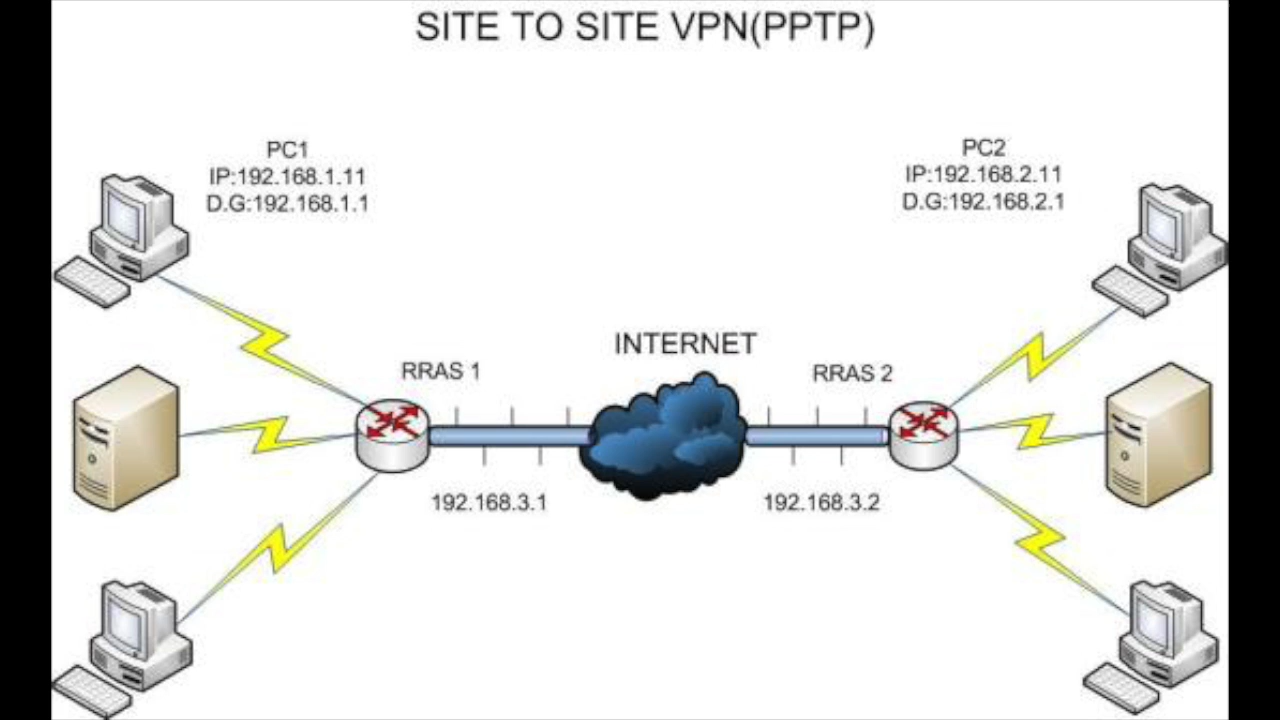 SITE TO SITE VPN(PPTP)
PC1
IP:192.168.1.11
D.G:192.168.1.1
PC2
IP:192.168.2.11
D.G:192.168.2.1
INTERNET
RRAS 1
RRAS 2
192.168.3.1
192.168.3.2